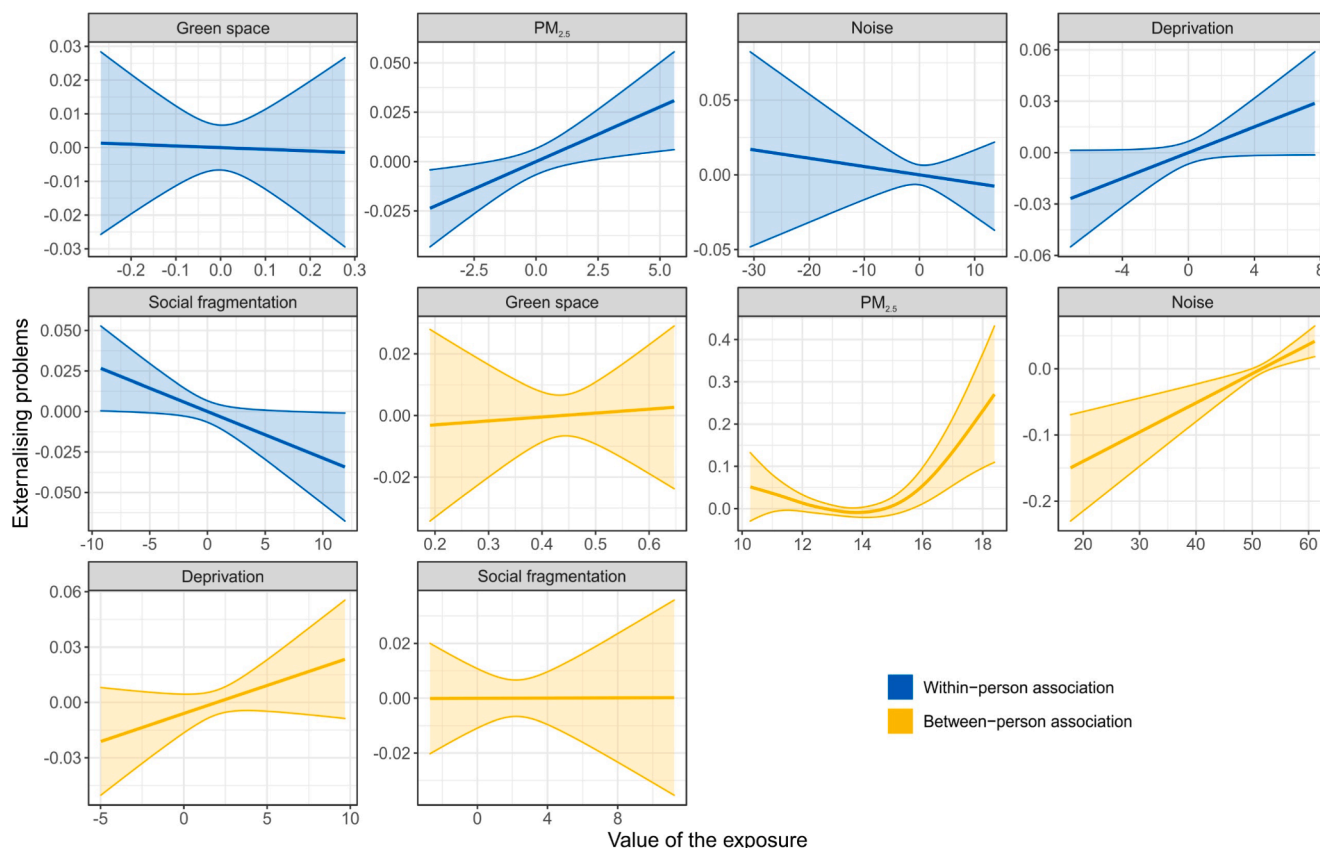 Green space
PM2.5
Noise
Deprivation
0.03
0.02
0.01
0.00
-0.01
-0.02
-0.03
-0.2 -0.1 0.0 0.1 0.2 0.3
0.050
0.025
0.000
-0.025
-2.5 0.0 2.5 5.0
0.05
0.00
-0.05
-30 -20 -10 0 10
0.06
0.03
0.00
-0.03
-0.06
-4 0 4 8
Externalising problems
Social fragmentation
Green space
PM2.5
Noise
0.050
0.025
0.000
-0.025
-0.050
-10 -5 0 5 10
0.02
0.00
-0.02
0.2 0.3 0.4 0.5 0.6
0.4
0.3
0.2
0.1
0.0
10 12 14 16 18
0.0
-0.1
-0.2
20 30 40 50 60
Deprivation
Social fragmentation
0.06
0.03
0.00
-0.03
-5 0 5 10
0.02
0.00
-0.02
0 4 8
Within-person association
Between-person association
Value of the exposure